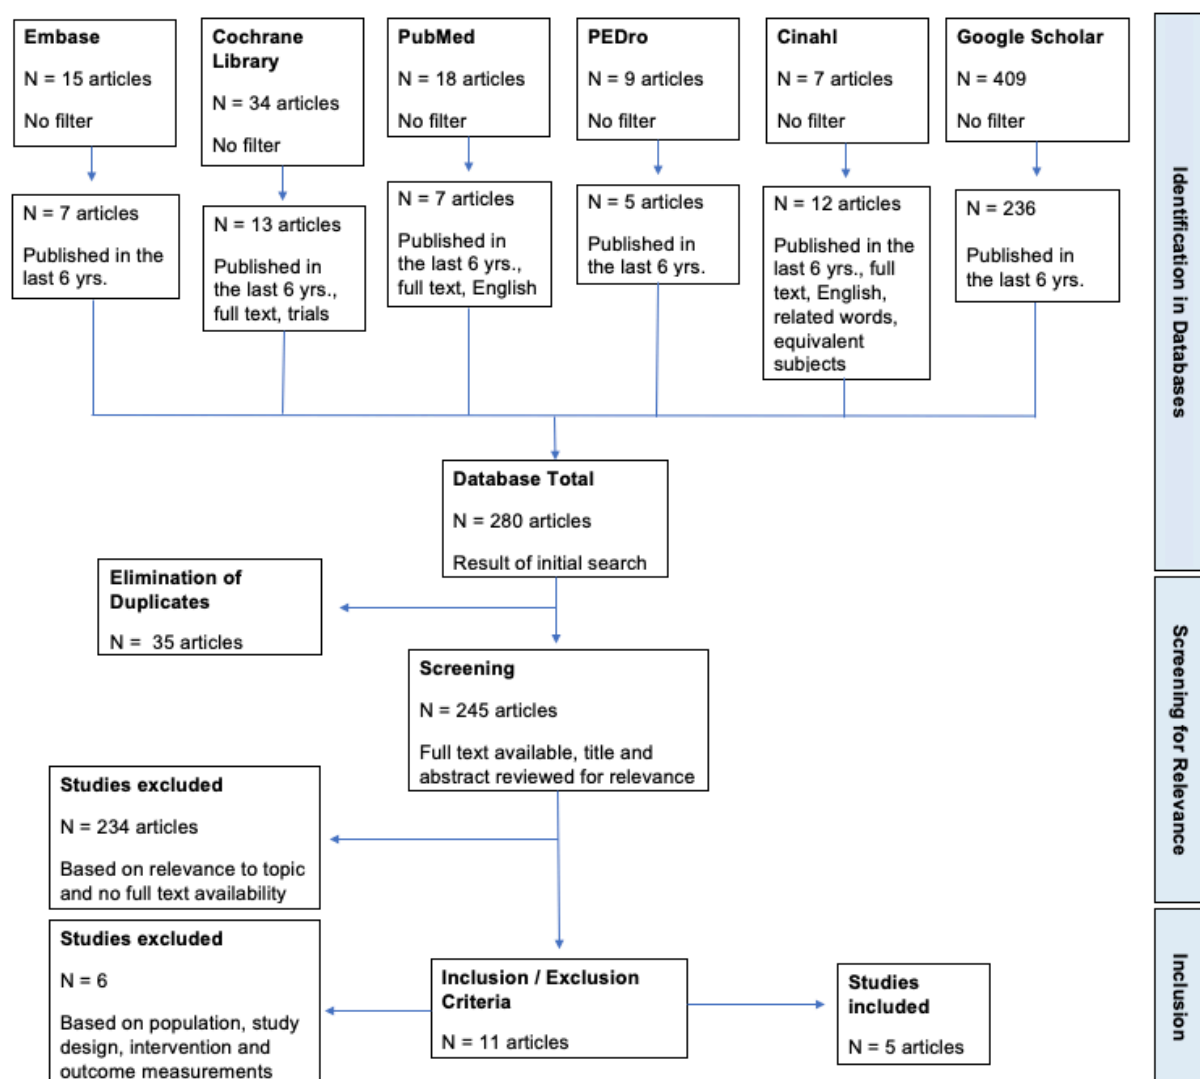 Embase
N = 15 articles
No filter
Cochrane
Library
N = 34 articles
No filter
PubMed
N = 18 articles
No filter
PEDro
N = 9 articles
No filter
Cinahl
N = 7 articles
No filter
Google Scholar
N = 409
No filter
N = 7 articles
Published in the
last 6 yrs.
N = 13 articles
Published in
the last 6 yrs.,
full text, trials
N = 7 articles
Published in
the last 6 yrs.,
full text, English
N = 5 articles
Published in
the last 6 yrs.
N = 12 articles
Published in the
last 6 yrs., full
text, English,
related words,
equivalent
subjects
N = 236
Published in
the last 6 yrs.
Identification in Databases
Database Total
N = 280 articles
Result of initial search
Elimination of
Duplicates
N =  35 articles
Screening
N = 245 articles
Full text available, title and
abstract reviewed for relevance
Studies excluded
N = 234 articles
Based on relevance to topic
and no full text availability
Screening for Relevance
Studies excluded
N = 6
Based on population, study
design, intervention and
outcome measurements
Inclusion / Exclusion
Criteria
N = 11 articles
Studies
included
N = 5 articles
Inclusion